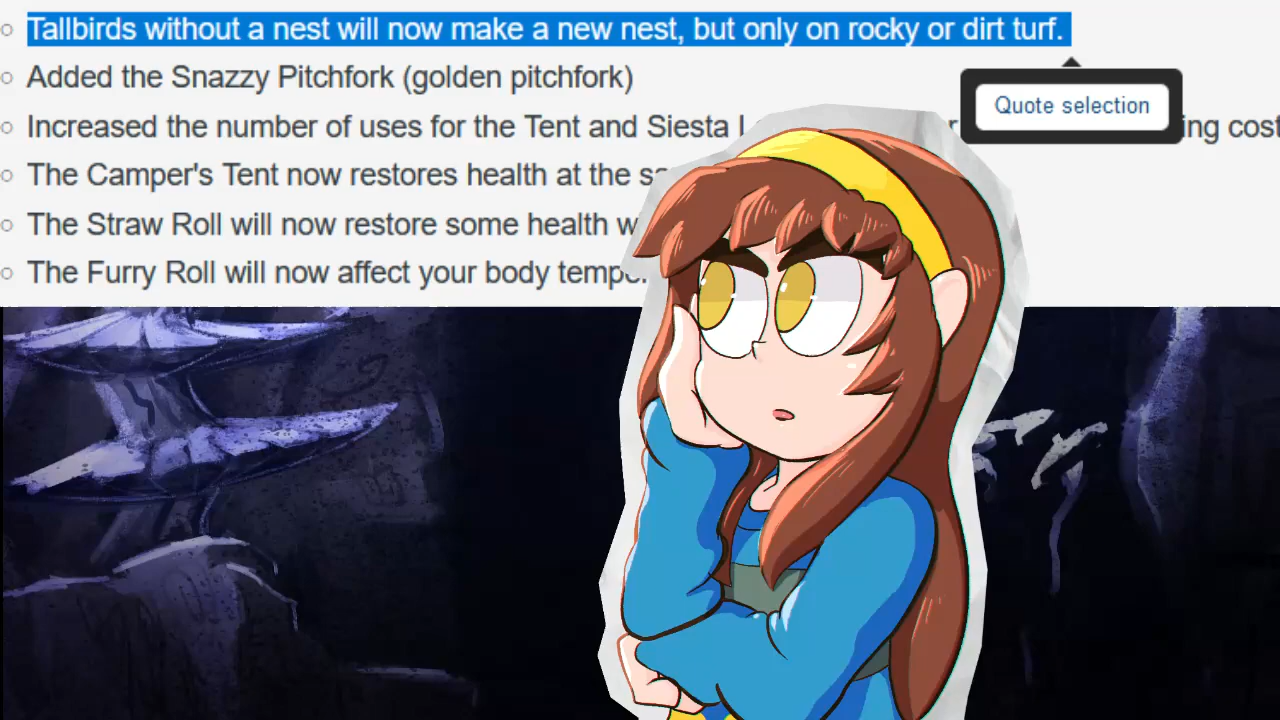 Tallbirds without a nest will now make a new nest, but only on rocky or dirt turf.
Added the Snazzy Pitchfork (golden pitchfork)
Quote selection
Increased the number of uses for the Tent and Siesta cost
The Camper's Tent now restores health at the
The Straw Roll will now restore some health
The Furry Roll will now affect your body